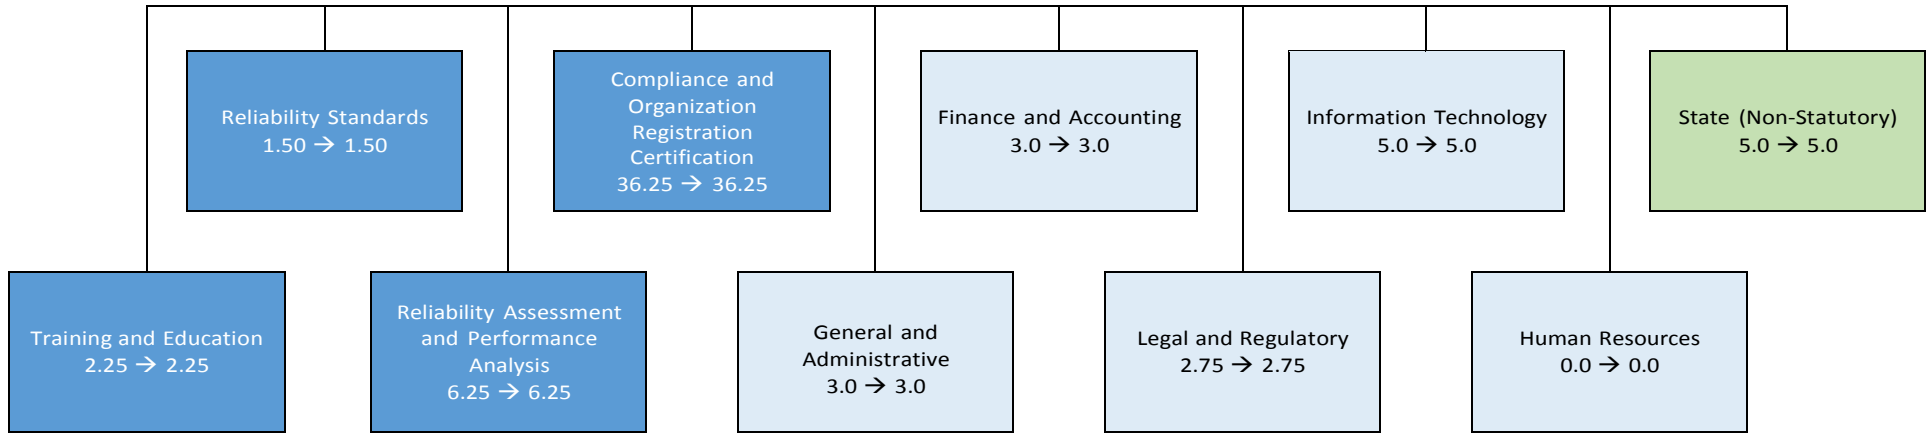 Reliability Standards
1.50 → 1.50
Compliance and
Organization
Registration
Certification
36.25 → 36.25
Finance and Accounting
3.0 → 3.0
Information Technology
5.0 → 5.0
State (Non-Statutory)
5.0 → 5.0
Training and Education
2.25 → 2.25
Reliability Assessment
and Performance
Analysis
6.25 → 6.25
General and
Administrative
3.0 → 3.0
Legal and Regulatory
2.75 → 2.75
Human Resources
0.0 → 0.0